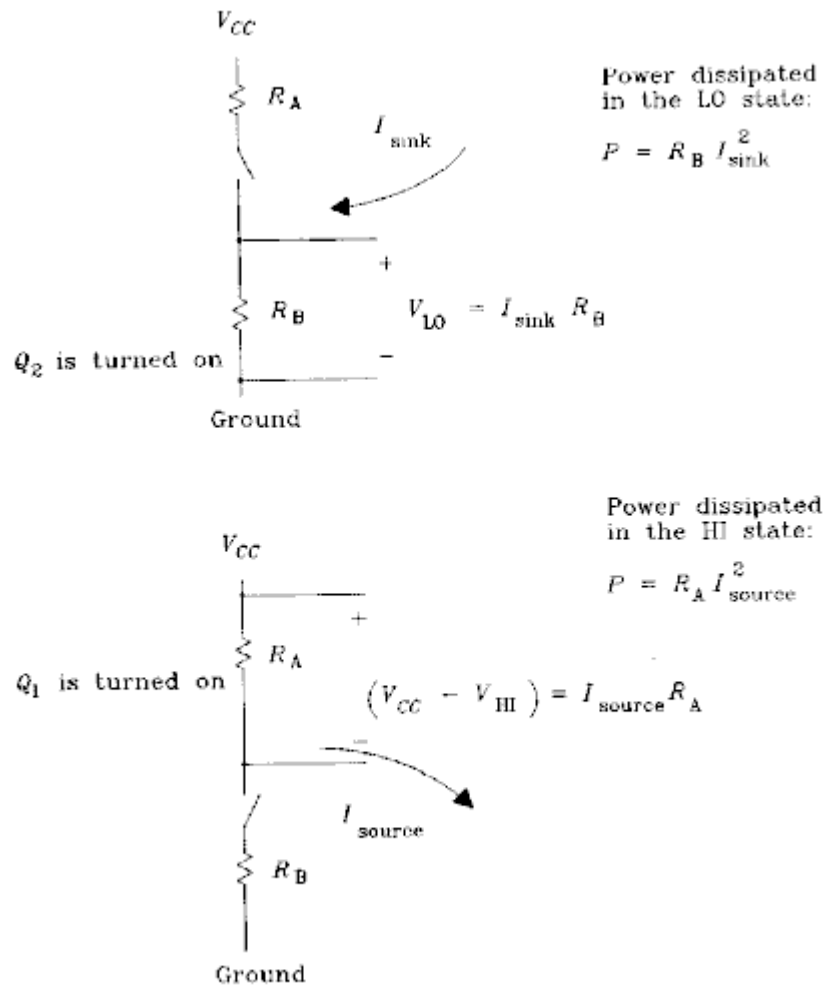 V_CC
R_A
I_sink
Power dissipated
in the LO state:
P = R_B I_sink^2
+
R_B
V_LO = I_sink R_B
-
Q_2 is turned on
Ground
Power dissipated
in the HI state:
P = R_A I_source^2
V_CC
+
R_A
Q_1 is turned on
(V_CC - V_HI) = I_source R_A
-
I_source
R_B
Ground